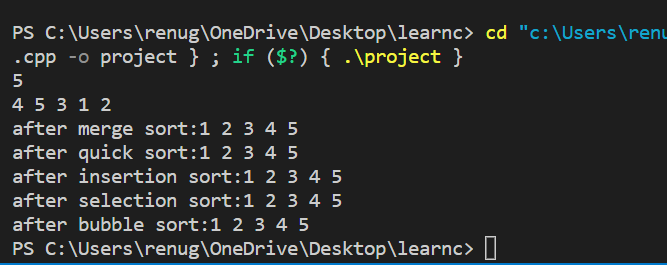 PS C:\Users\renug\OneDrive\Desktop\learnc> cd "c:\Users\renu
.cpp -o project } ; if ($?) { .\project }
5
4 5 3 1 2
after merge sort:1 2 3 4 5
after quick sort:1 2 3 4 5
after insertion sort:1 2 3 4 5
after selection sort:1 2 3 4 5
after bubble sort:1 2 3 4 5
PS C:\Users\renug\OneDrive\Desktop\learnc>